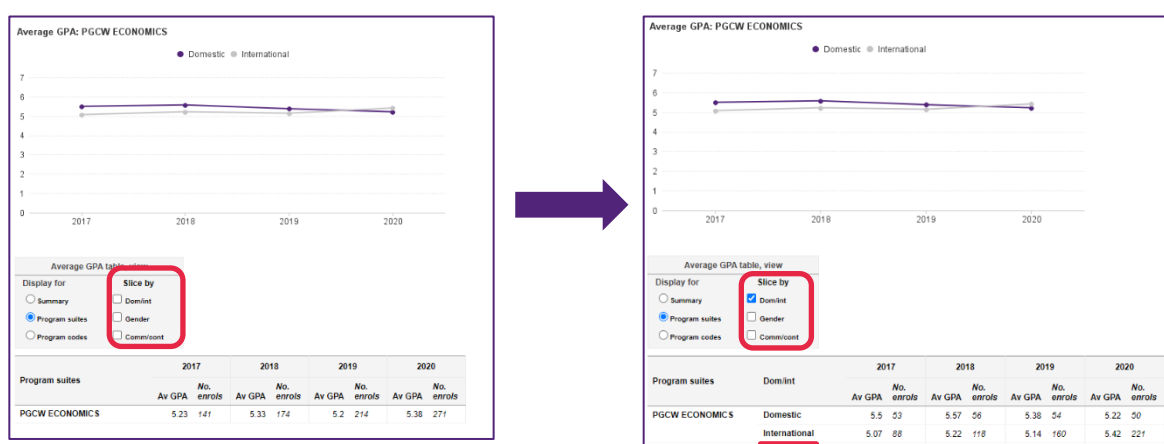 Average GPA: PGCW ECONOMICS
Domestic International
7
6
5
4
3
2
1
0
2017 2018 2019 2020
Average GPA table, view
Display for Slice by
Summary Dom/int
Program suites Gender
Program codes Comm/cont
Program suites 2017 2018 2019 2020
Av GPA No. enrols Av GPA No. enrols Av GPA No. enrols Av GPA No. enrols
PGCW ECONOMICS 5.23 141 5.33 174 5.2 214 5.38 271
Average GPA: PGCW ECONOMICS
Domestic International
7
6
5
4
3
2
1
0
2017 2018 2019 2020
Average GPA table, view
Display for Slice by
Summary Dom/int
Program suites Gender
Program codes Comm/cont
Program suites Dom/int 2017 2018 2019 2020
Av GPA No. enrols Av GPA No. enrols Av GPA No. enrols Av GPA No. enrols
PGCW ECONOMICS Domestic 5.5 53 5.57 56 5.38 54 5.22 50
International 5.07 88 5.22 118 5.14 160 5.42 221